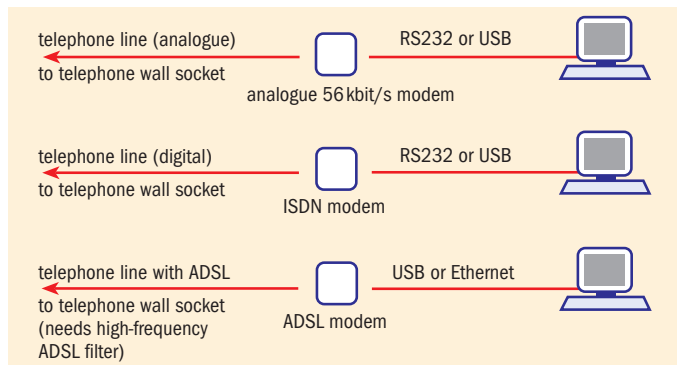 telephone line (analogue)
RS232 or USB
to telephone wall socket
analogue 56 kbit/s modem
telephone line (digital)
RS232 or USB
to telephone wall socket
ISDN modem
telephone line with ADSL
USB or Ethernet
to telephone wall socket
(needs high-frequency
ADSL filter)
ADSL modem